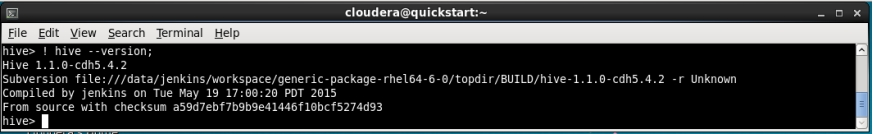 cloudera@quickstart:~
File Edit View Search Terminal Help
hive> ! hive --version;
Hive 1.1.0-cdh5.4.2
Subversion file:///data/jenkins/workspace/generic-package-rhel64-6-0/topdir/BUILD/hive-1.1.0-cdh5.4.2 -r Unknown
Compiled by jenkins on Tue May 19 17:00:20 PDT 2015
From source with checksum a59d7ebf7b9b9e41446f10bcf5274d93
hive>